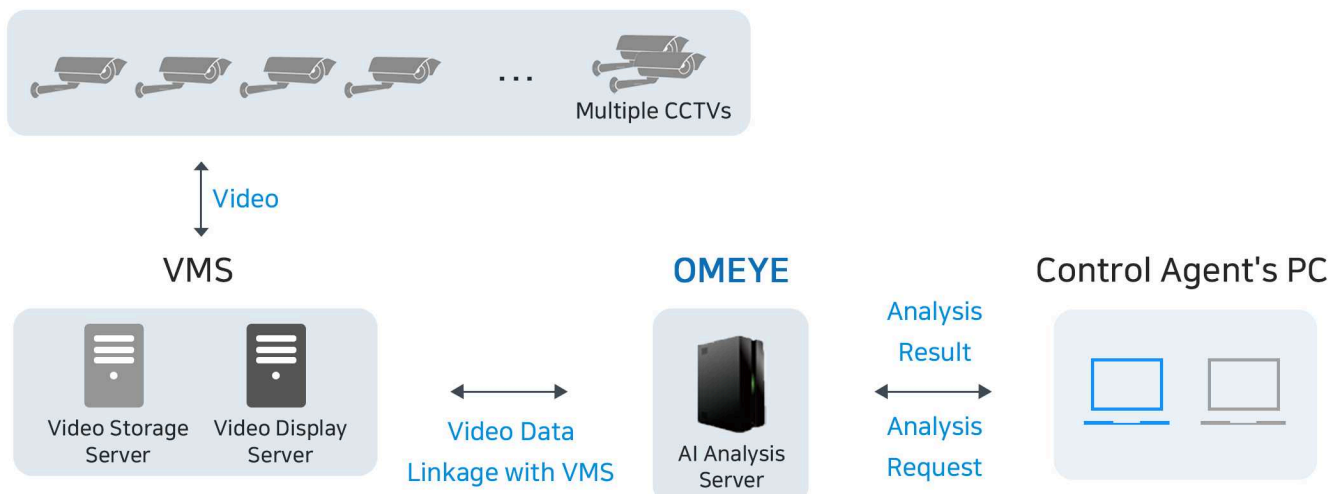 ...
Multiple CCTVs
Video
VMS
OMEYE
Control Agent's PC
Video Storage
Server
Video Display
Server
Video Data
Linkage with VMS
AI Analysis
Server
Analysis
Result
Analysis
Request